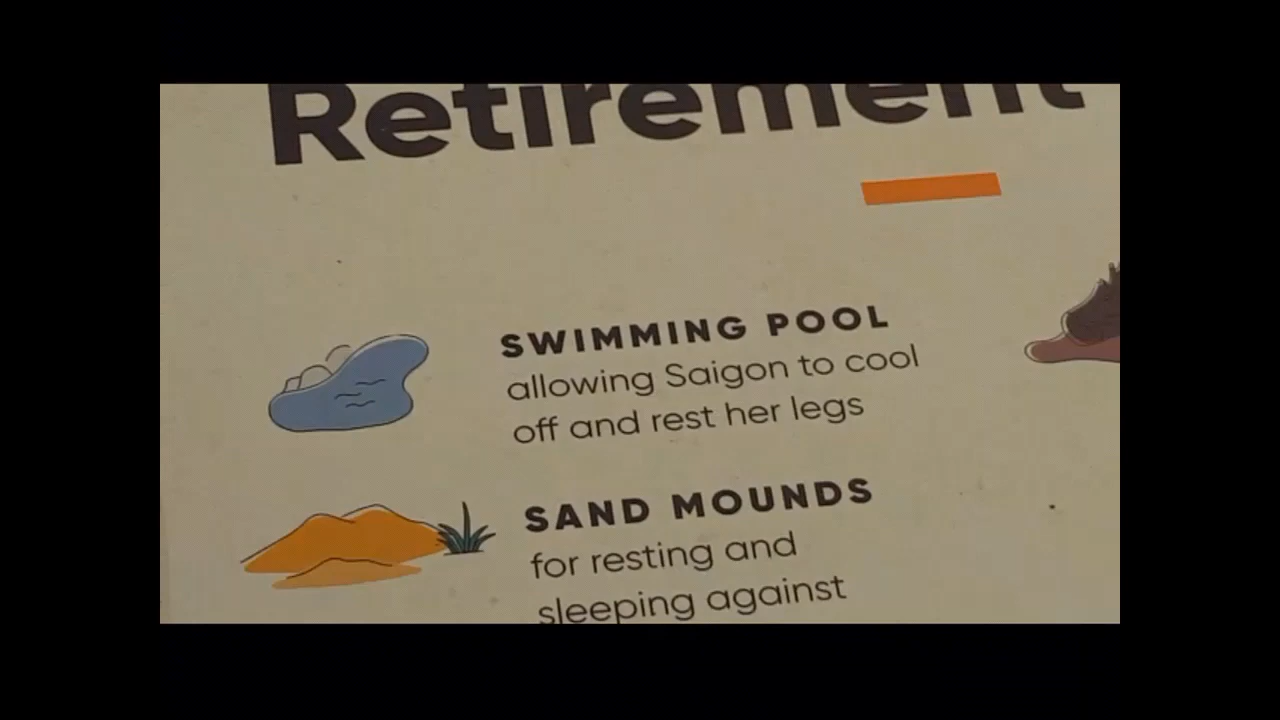 Retirement
SWIMMING POOL
allowing Saigon to cool
off and rest her legs
SAND MOUNDS
for resting and
sleeping against